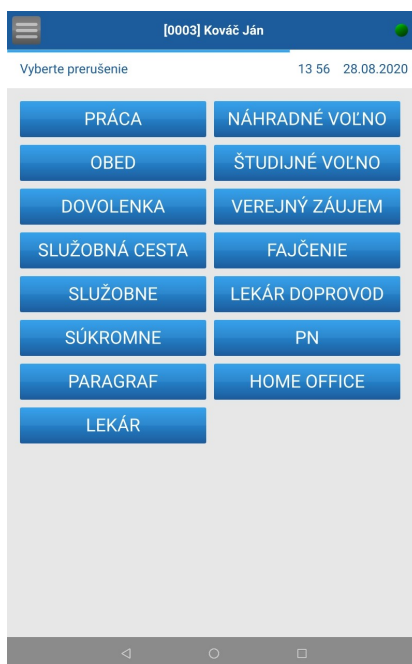 [0003] Kováč Ján
Vyberte prerušenie 13 56 28.08.2020
PRÁCA NÁHRADNÉ VOĽNO
OBED ŠTUDIJNÉ VOĽNO
DOVOLENKA VEREJNÝ ZÁUJEM
SLUŽOBNÁ CESTA FAJČENIE
SLUŽOBNE LEKÁR DOPROVOD
SÚKROMNE PN
PARAGRAF HOME OFFICE
LEKÁR